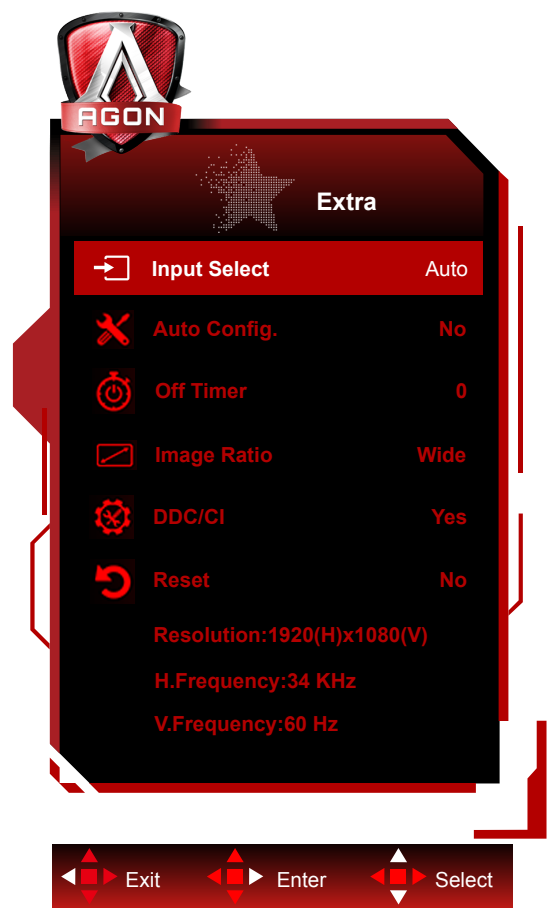 AGON
Extra
Input Select Auto
Auto Config. No
Off Timer 0
Image Ratio Wide
DDC/CI Yes
Reset No
Resolution:1920(H)x1080(V)
H.Frequency:34 KHz
V.Frequency:60 Hz
Exit Enter Select